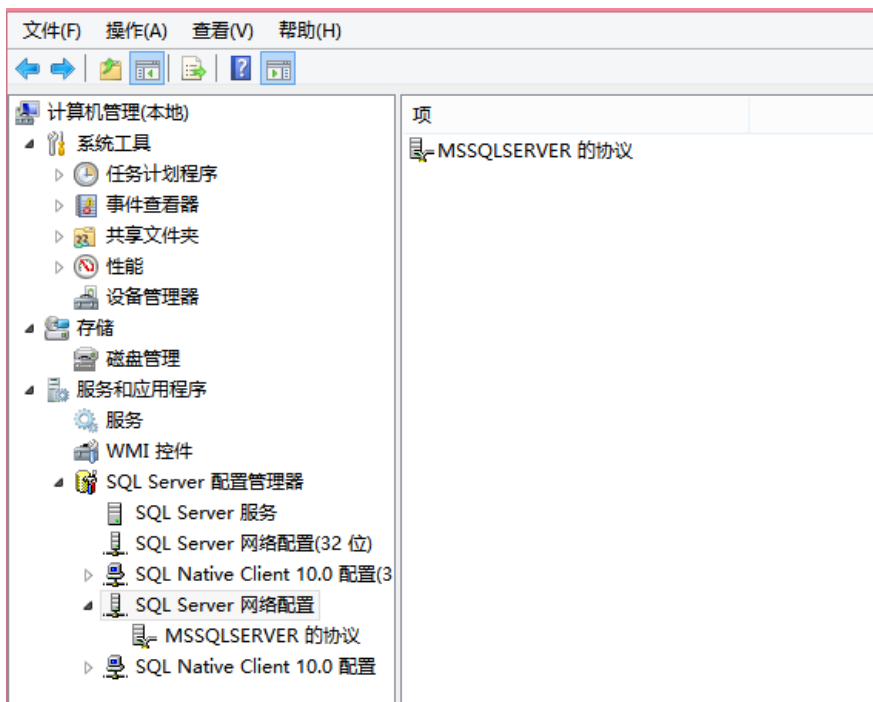 文件(F) 操作(A) 查看(V) 帮助(H)
计算机管理(本地)
系统工具
任务计划程序
事件查看器
共享文件夹
性能
设备管理器
存储
磁盘管理
服务和应用程序
服务
WMI 控件
SQL Server 配置管理器
SQL Server 服务
SQL Server 网络配置(32 位)
SQL Native Client 10.0 配置(3
SQL Server 网络配置
MSSQLSERVER 的协议
SQL Native Client 10.0 配置
项
MSSQLSERVER 的协议